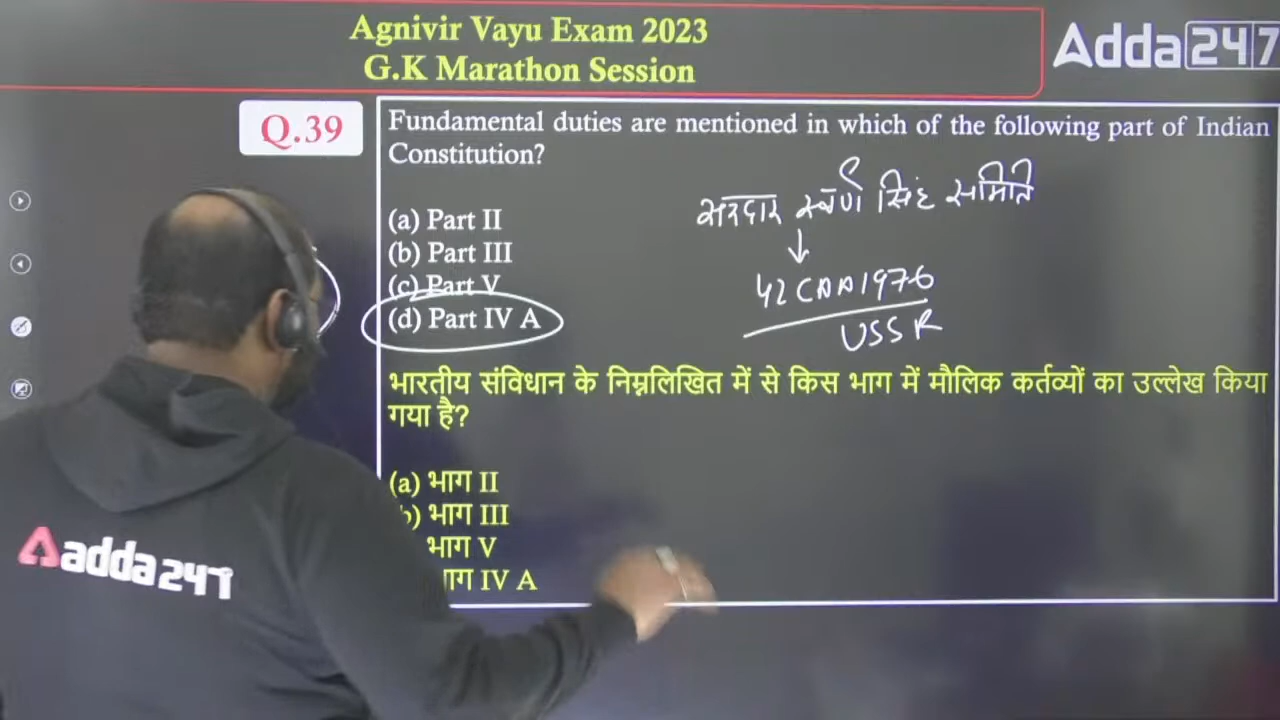 Agnivir Vayu Exam 2023
G.K Marathon Session
Adda247
Q.39
Fundamental duties are mentioned in which of the following part of Indian
Constitution?
सरदार स्वर्ण सिंह समिति
(a) Part II
(b) Part III
(c) Part V
42 CAA 1976
(d) Part IV A
USSR
भारतीय संविधान के निम्नलिखित में से किस भाग में मौलिक कर्तव्यों का उल्लेख किया
गया है?
(a) भाग II
b) भाग III
भाग V
भाग IV A
adda247